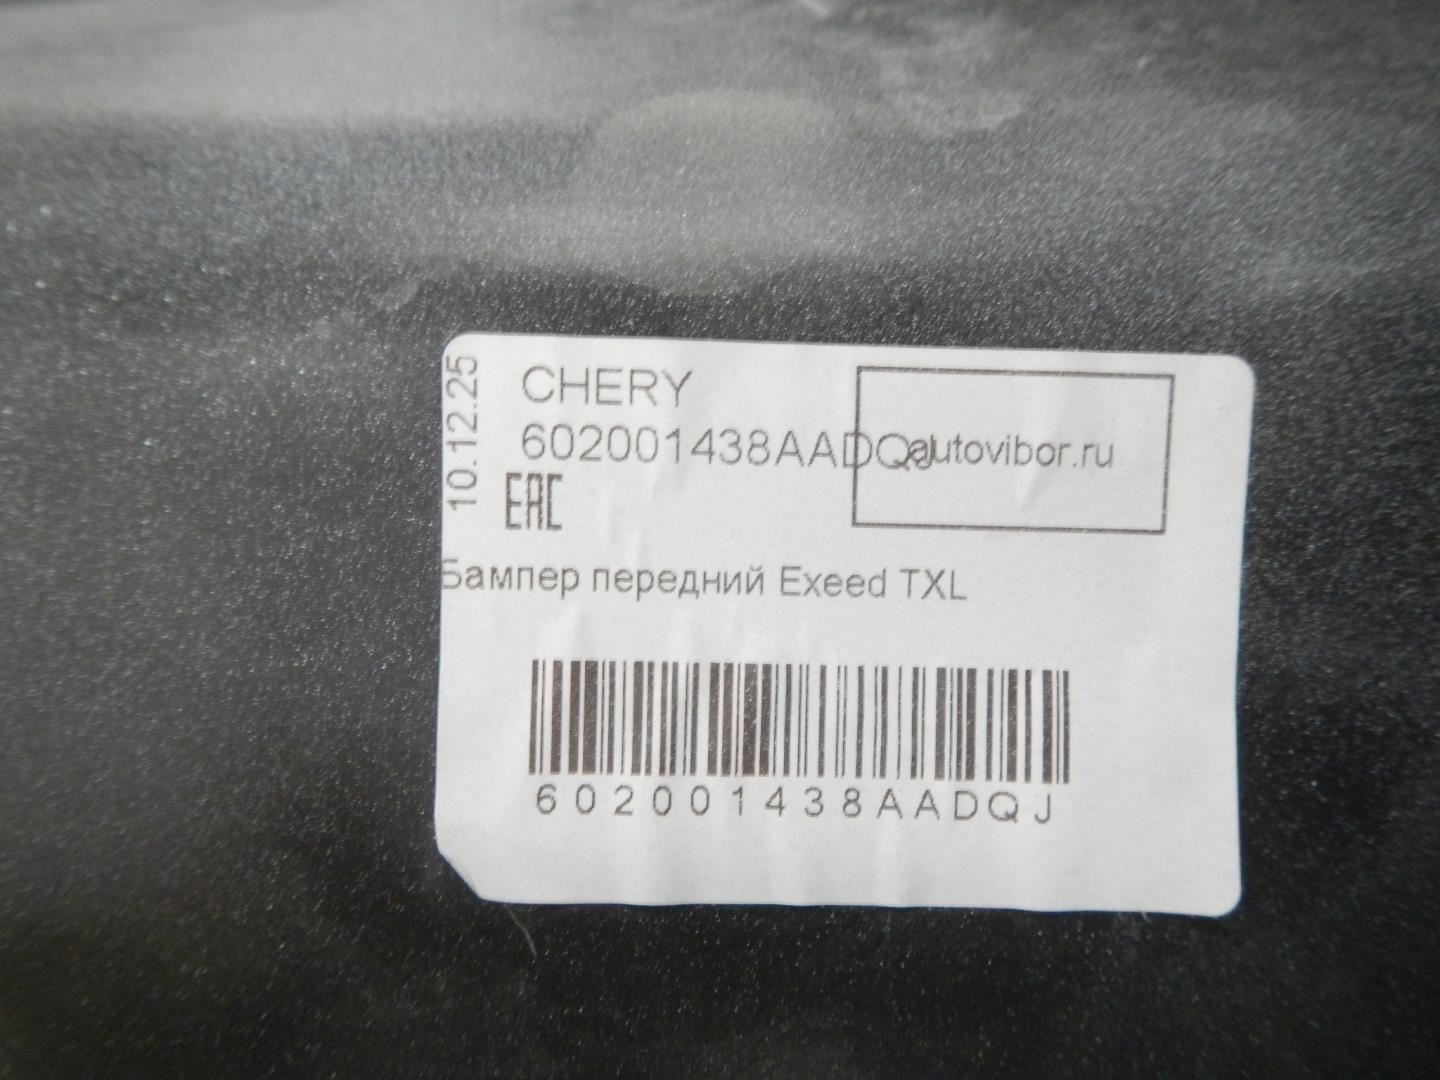 10.12.25
CHERY
602001438AADQJ
autovibor.ru
EAC
Бампер передний Exeed TXL
602001438AADQJ